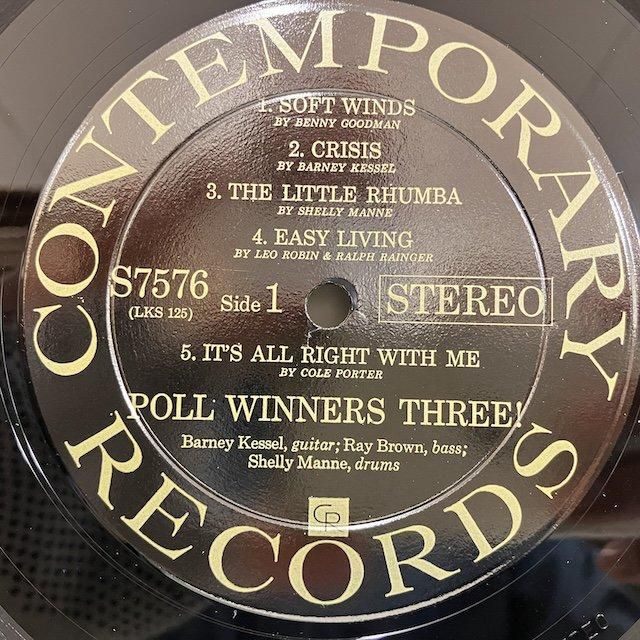 CONTEMPORARY
1. SOFT WINDS
BY BENNY GOODMAN
2. CRISIS
BY BARNEY KESSEL
3. THE LITTLE RHUMBA
BY SHELLY MANNE
4. EASY LIVING
BY LEO ROBIN & RALPH RAINGER
S7576
(LKS 125)
Side 1
STEREO
5. IT'S ALL RIGHT WITH ME
BY COLE PORTER
POLL WINNERS THREE!
Barney Kessel, guitar; Ray Brown, bass;
Shelly Manne, drums
CR
RECORDS